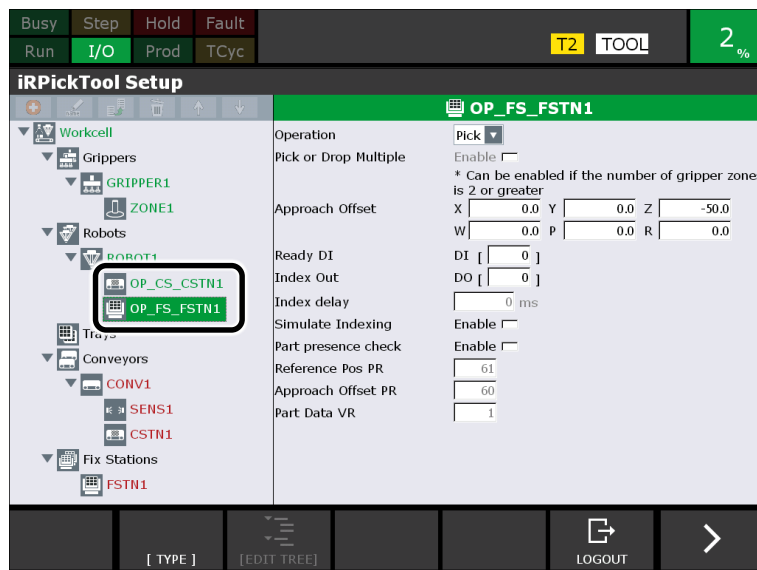 Busy Step Hold Fault
Run I/O Prod TCyc
T2 TOOL
2 %
iRPickTool Setup
Workcell
Grippers
GRIPPER1
ZONE1
Robots
ROBOT1
OP_CS_CSTN1
OP_FS_FSTN1
Trays
Conveyors
CONV1
SENS1
CSTN1
Fix Stations
FSTN1
OP_FS_FSTN1
Operation Pick
Pick or Drop Multiple Enable
* Can be enabled if the number of gripper zone
is 2 or greater
Approach Offset X 0.0 Y 0.0 Z -50.0
W 0.0 P 0.0 R 0.0
Ready DI DI [ 0 ]
Index Out DO [ 0 ]
Index delay 0 ms
Simulate Indexing Enable
Part presence check Enable
Reference Pos PR 61
Approach Offset PR 60
Part Data VR 1
[ TYPE ] [EDIT TREE] LOGOUT